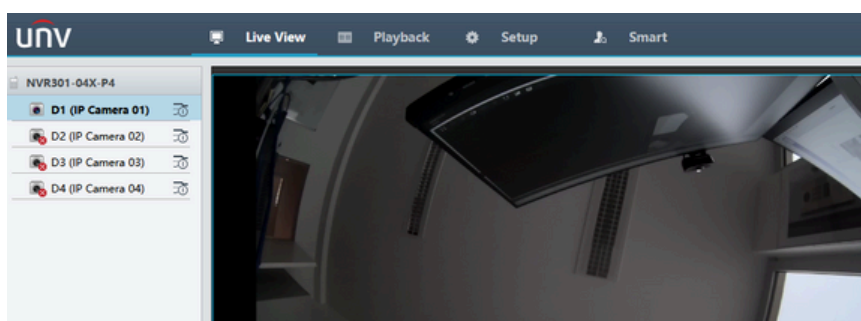 unv
Live View Playback Setup Smart
NVR301-04X-P4
D1 (IP Camera 01)
D2 (IP Camera 02)
D3 (IP Camera 03)
D4 (IP Camera 04)